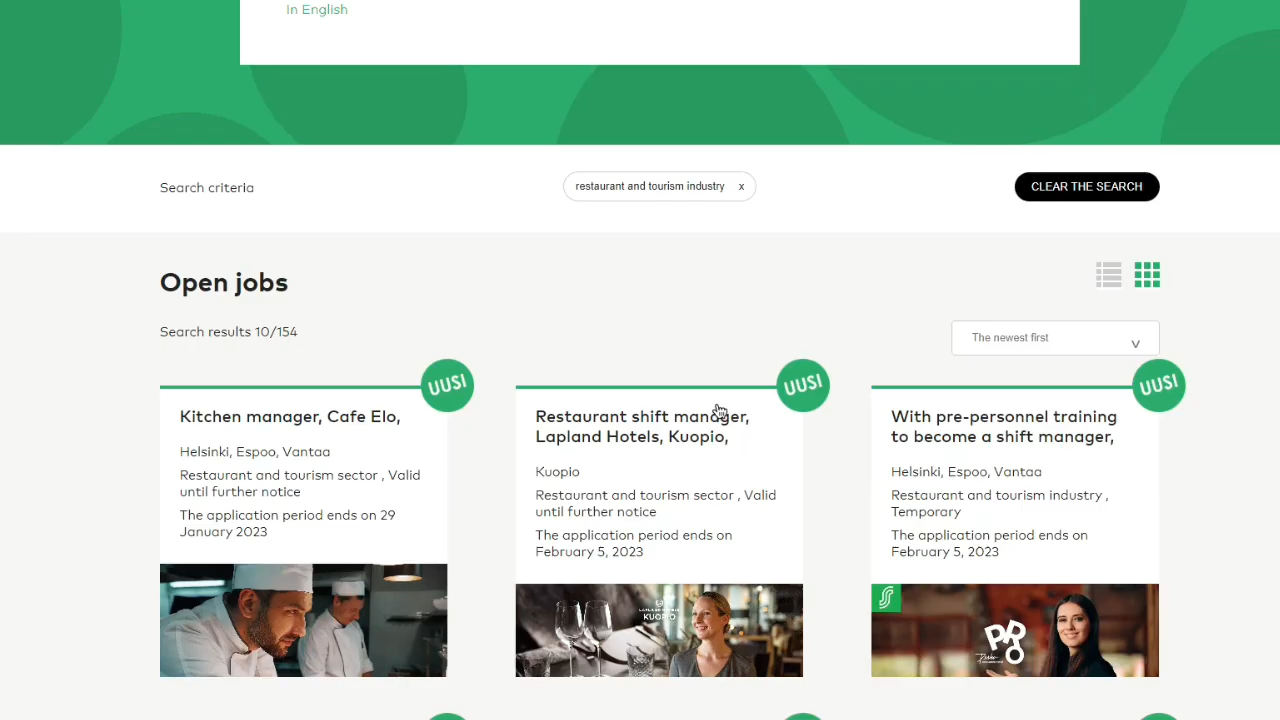 In English
Search criteria
restaurant and tourism industry x
CLEAR THE SEARCH
Open jobs
Search results 10/154
The newest first
UUSI
Kitchen manager, Cafe Elo,
Helsinki, Espoo, Vantaa
Restaurant and tourism sector , Valid
until further notice
The application period ends on 29
January 2023
UUSI
Restaurant shift manager,
Lapland Hotels, Kuopio,
Kuopio
Restaurant and tourism sector , Valid
until further notice
The application period ends on
February 5, 2023
LAPLAND HOTELS
KUOPIO
UUSI
With pre-personnel training
to become a shift manager,
Helsinki, Espoo, Vantaa
Restaurant and tourism industry ,
Temporary
The application period ends on
February 5, 2023
PRO